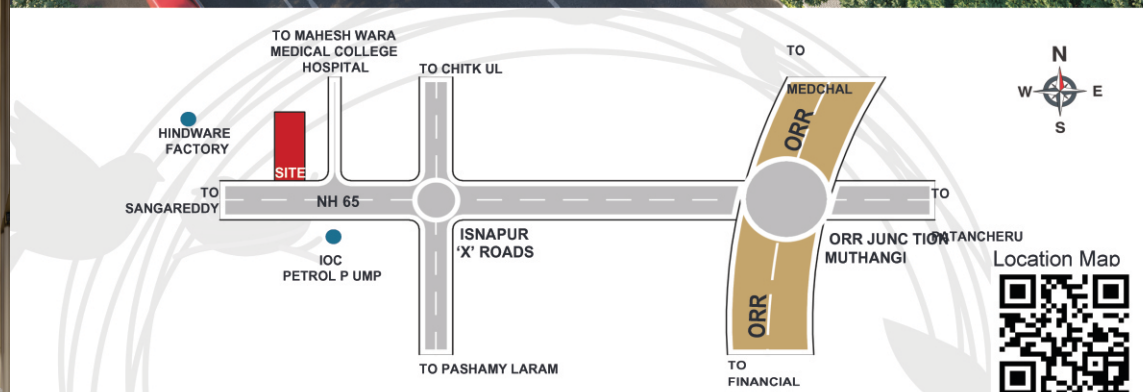 TO MAHESH WARA
MEDICAL COLLEGE
HOSPITAL
TO CHITK UL
TO
MEDCHAL
N
W
E
S
ORR
HINDWARE
FACTORY
SITE
TO
SANGAREDDY
NH 65
TO
PATANCHERU
ISNAPUR
‘X’ ROADS
ORR JUNC TION
MUTHANGI
IOC
PETROL P UMP
Location Map
ORR
TO PASHAMY LARAM
TO
FINANCIAL